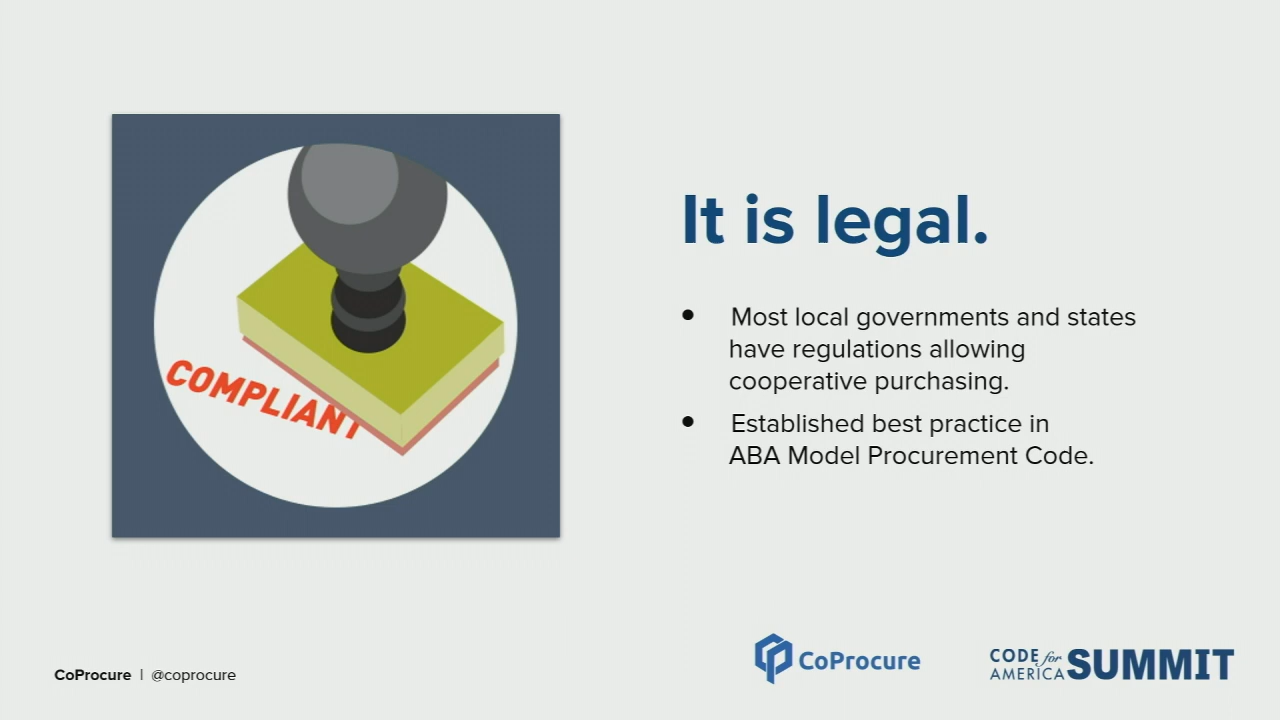 COMPLIANT
It is legal.
• Most local governments and states
have regulations allowing
cooperative purchasing.
• Established best practice in
ABA Model Procurement Code.
CoProcure | @coprocure
CoProcure
CODE for
AMERICA SUMMIT